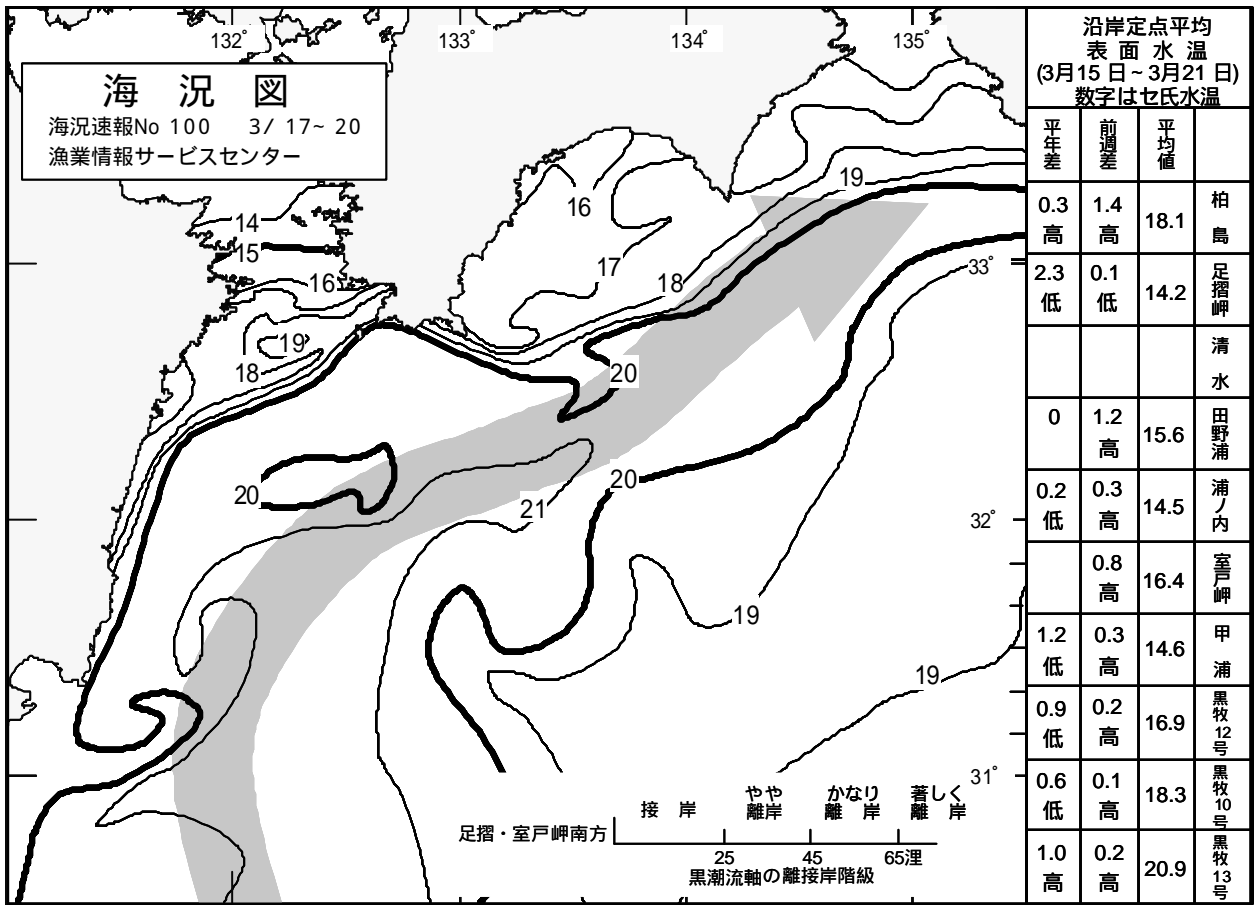 132°
133°
134°
135°
海況図
海況速報No 100 3/ 17~ 20
漁業情報サービスセンター
14
15
16
19
18
16
17
18
19
33°
20
20
20
21
32°
19
19
31°
接岸
やや離岸
かなり離岸
著しく離岸
足摺・室戸岬南方
25 45 65浬
黒潮流軸の離接岸階級
沿岸定点平均
表面水温
(3月15 日~3月21 日)
数字はセ氏水温
平年差 前週差 平均値
0.3高 1.4高 18.1 柏島
2.3低 0.1低 14.2 足摺岬
清水
0 1.2高 15.6 田野浦
0.2低 0.3高 14.5 浦ノ内
0.8高 16.4 室戸岬
1.2低 0.3高 14.6 甲浦
0.9低 0.2高 16.9 黒牧12号
0.6低 0.1高 18.3 黒牧10号
1.0高 0.2高 20.9 黒牧13号